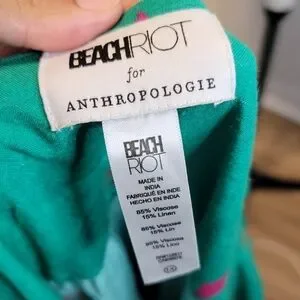 BEACHRIOT
for
ANTHROPOLOGIE
BEACH
RIOT
MADE IN
INDIA
FABRIQUÉ EN INDE
HECHO EN INDIA
85% Viscose
15% Linen
85% Viscose
15% Lin
85% Viscose
15% Lino